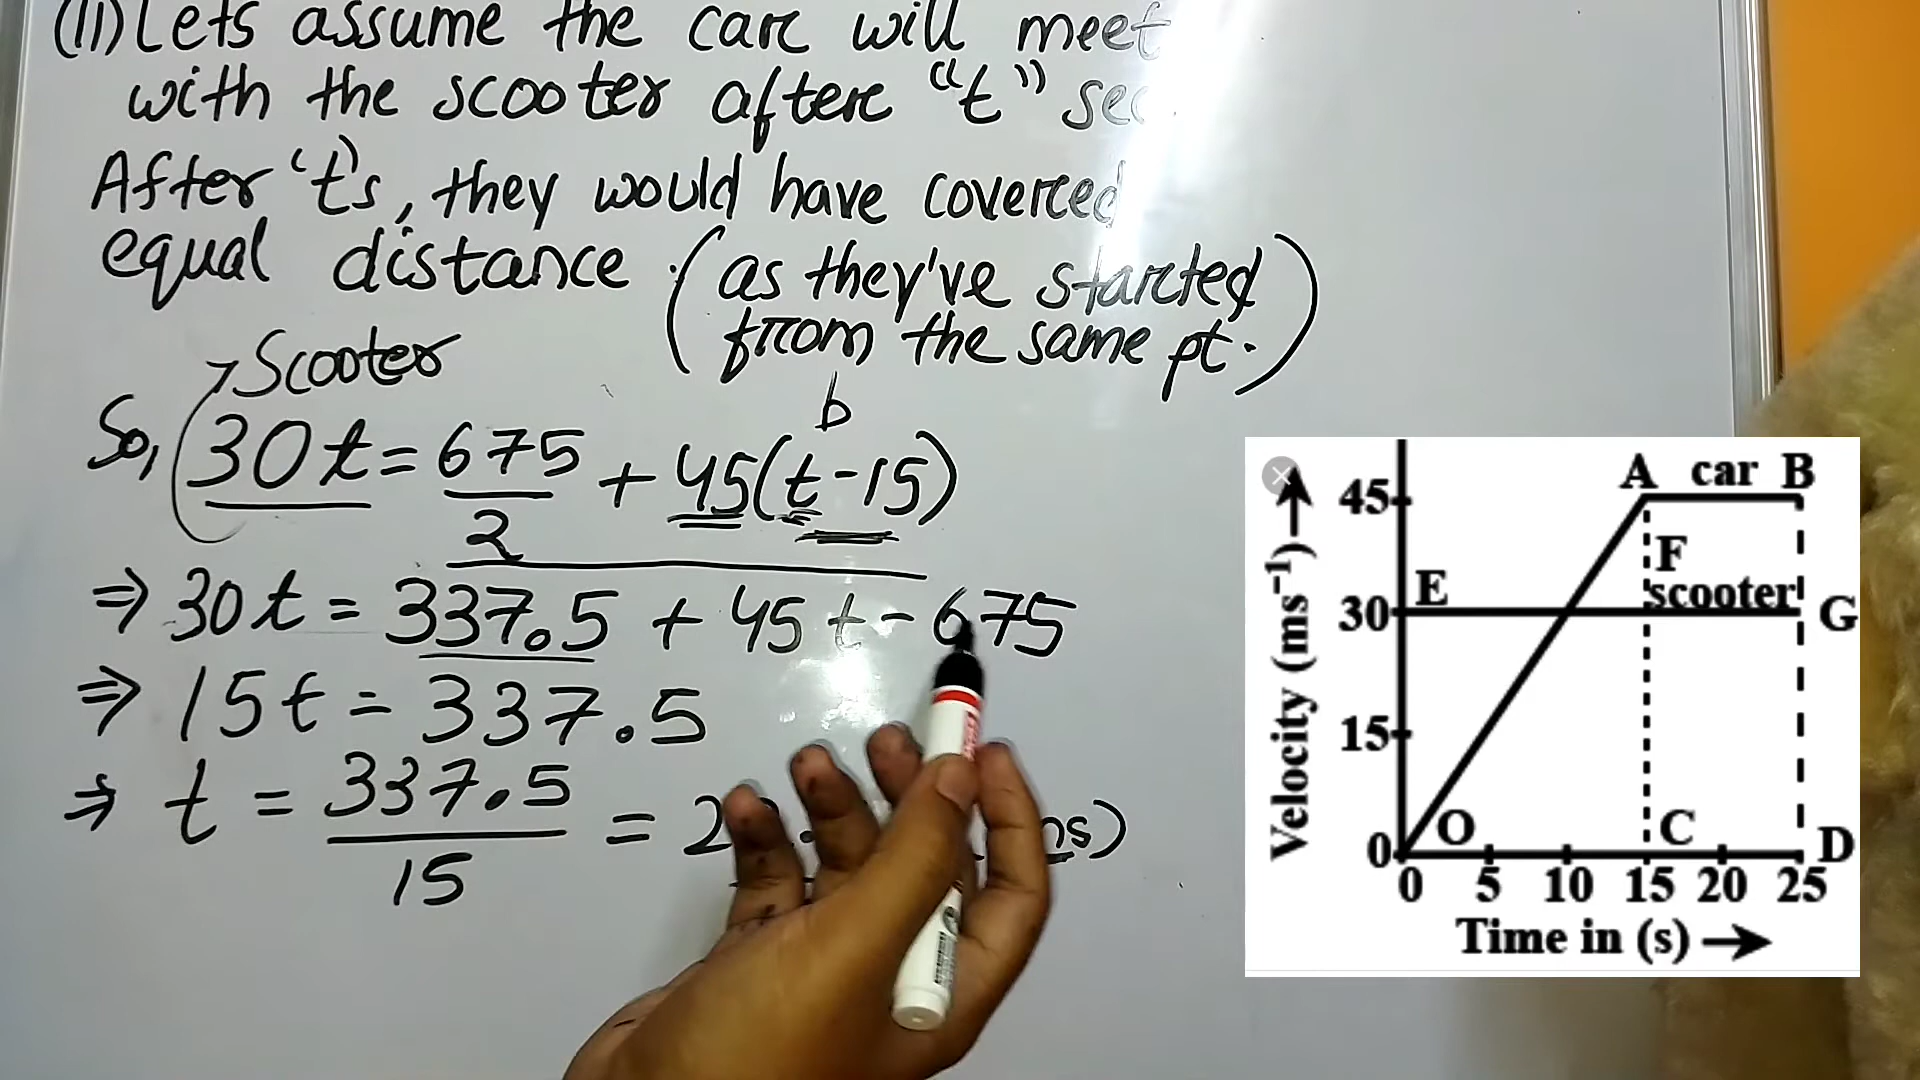 (II) Lets assume the car will meet
with the scooter after "t" sec
After 't's, they would have covered
equal distance. (as they've started
from the same pt.)
Scooter
b
So, 30t = 675/2 + 45(t-15)
⇒ 30t = 337.5 + 45t - 675
⇒ 15t = 337.5
⇒ t = 337.5/15 = 2
A car B
45
F
E scooter
30 G
15
O C D
0
0 5 10 15 20 25
Velocity (ms⁻¹)→
Time in (s) →